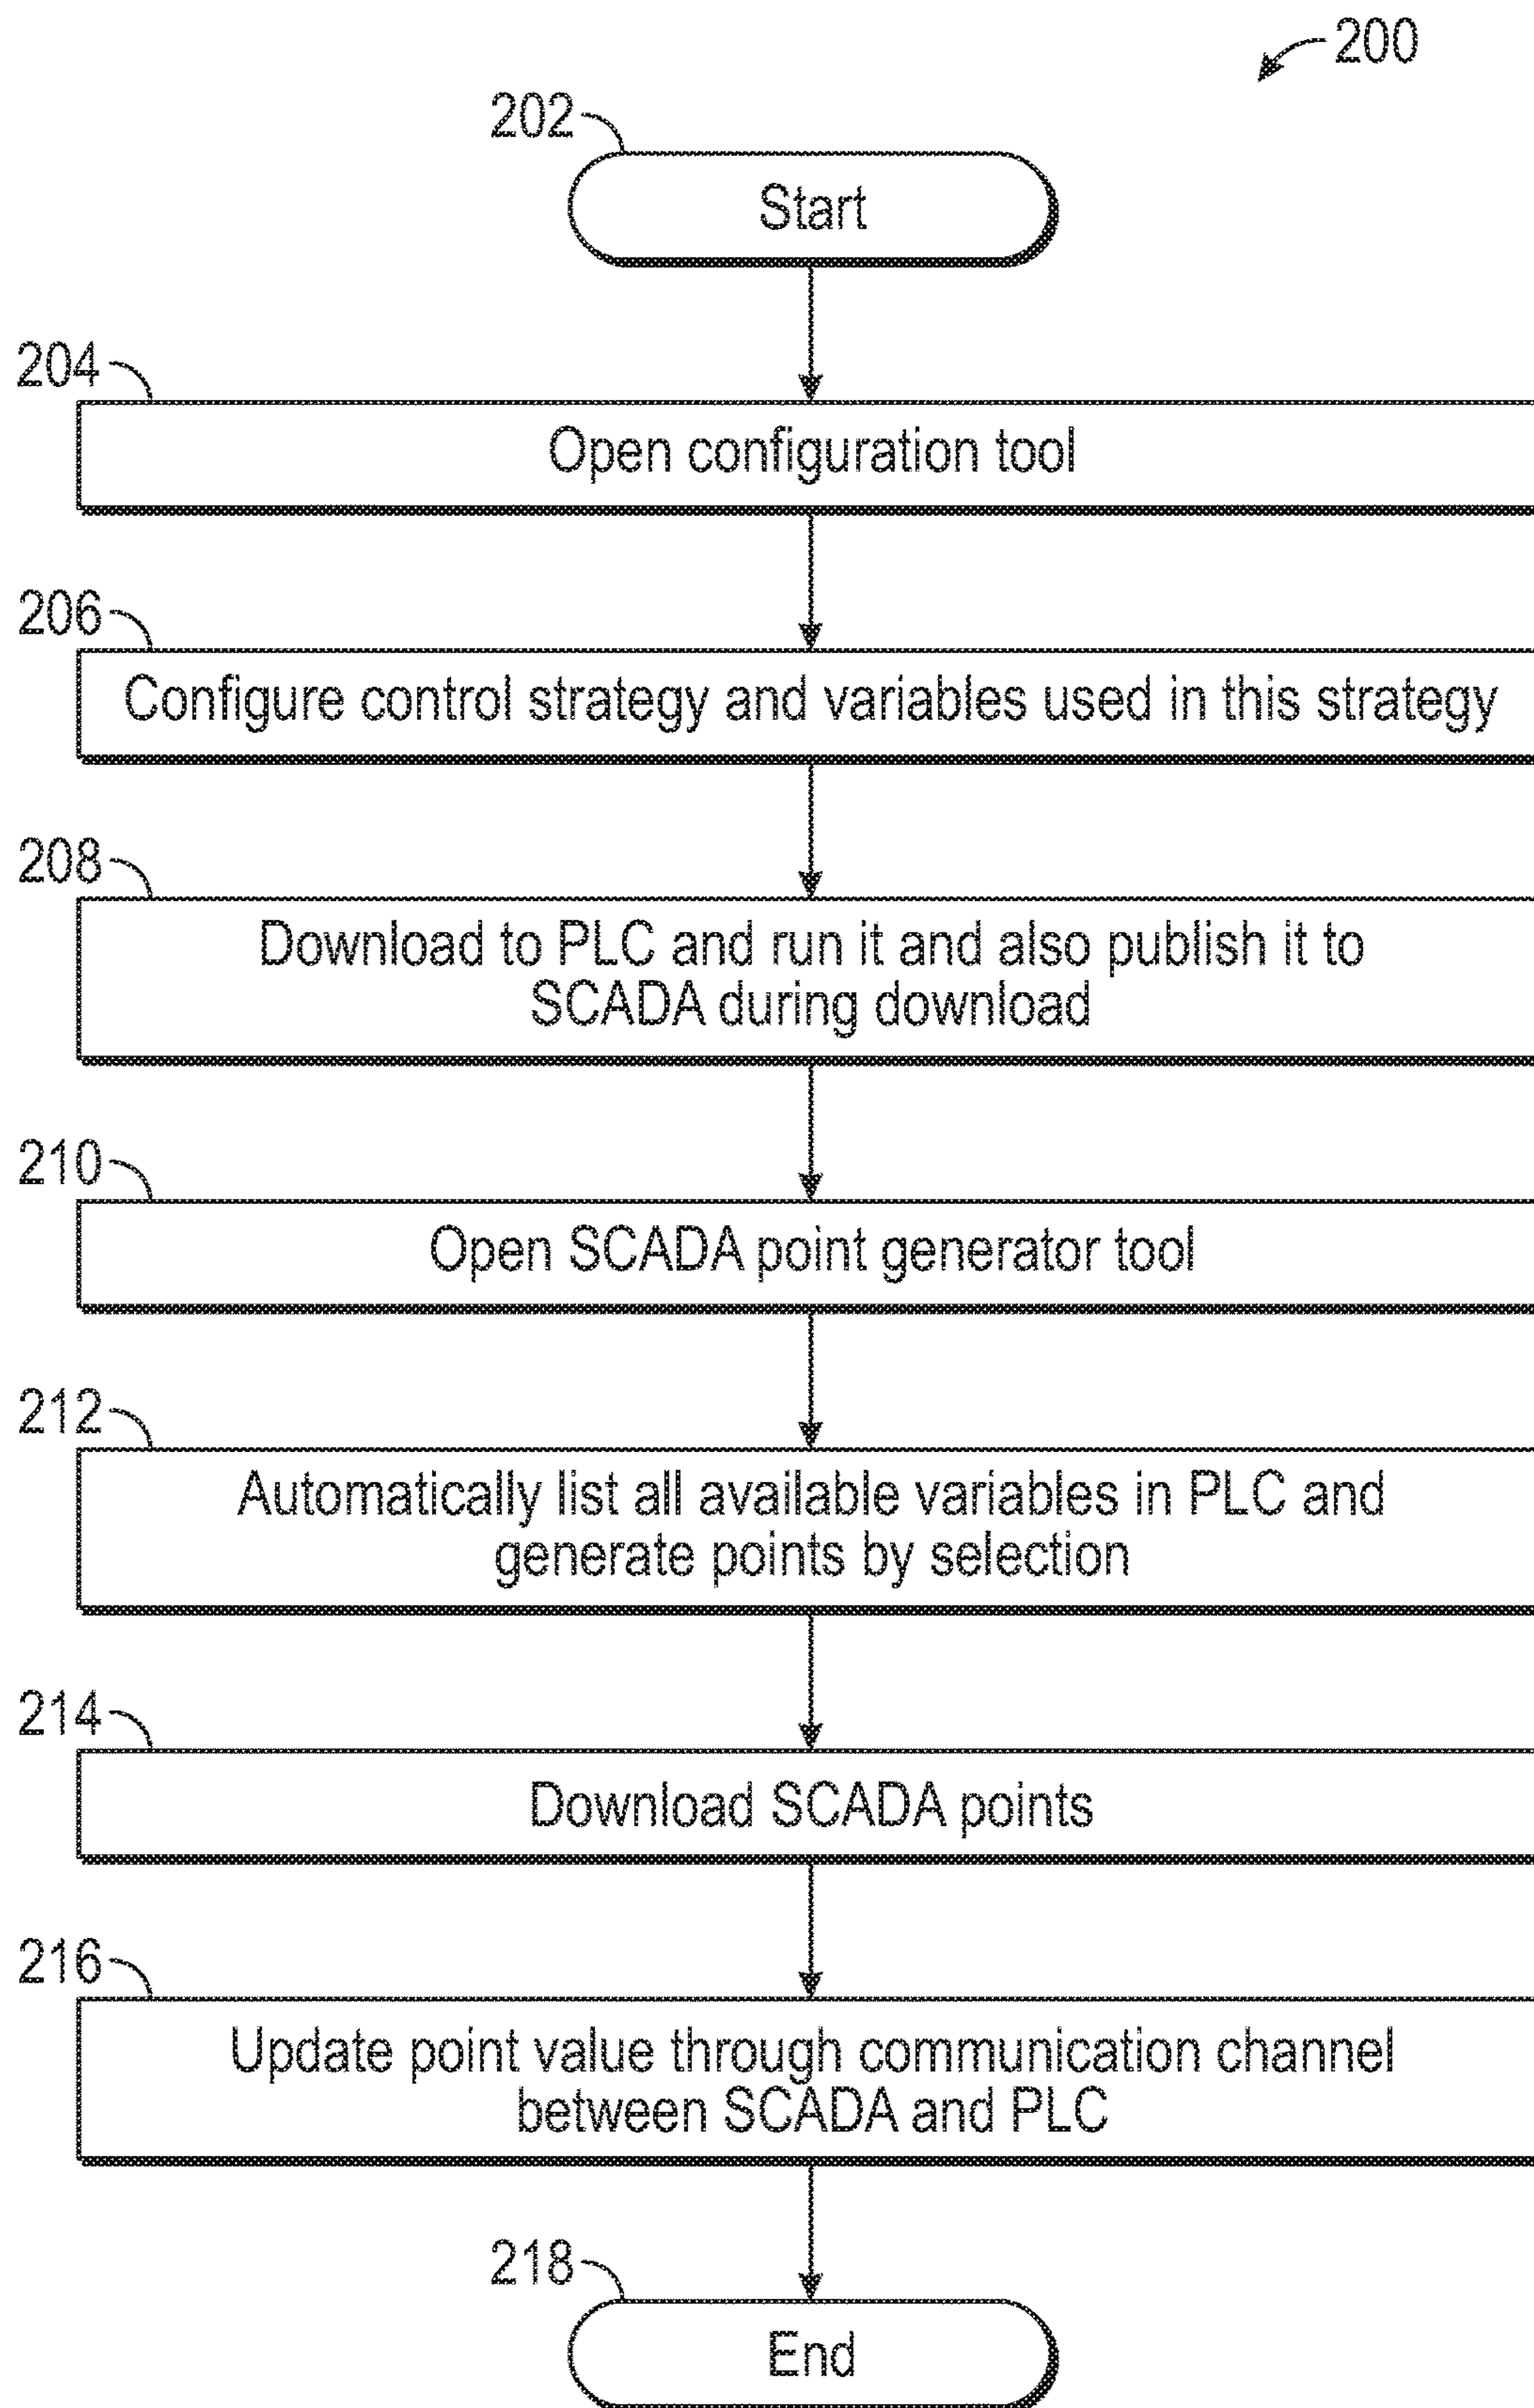 200
202
Start
204
Open configuration tool
206
Configure control strategy and variables used in this strategy
208
Download to PLC and run it and also publish it to
SCADA during download
210
Open SCADA point generator tool
212
Automatically list all available variables in PLC and
generate points by selection
214
Download SCADA points
216
Update point value through communication channel
between SCADA and PLC
218
End